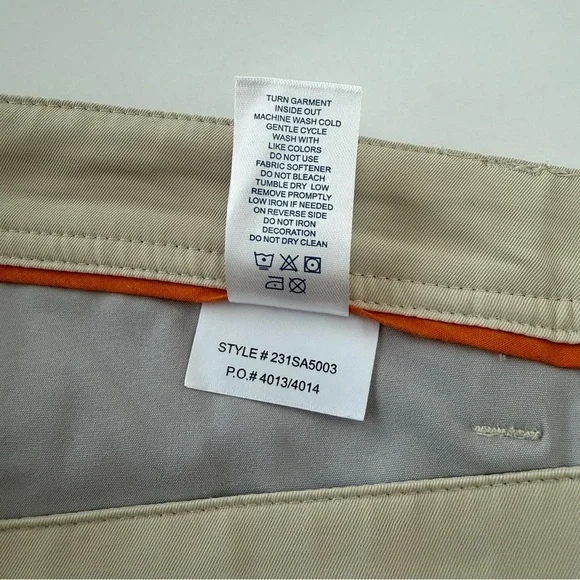 TURN GARMENT
INSIDE OUT
MACHINE WASH COLD
GENTLE CYCLE
WASH WITH
LIKE COLORS
DO NOT USE
FABRIC SOFTENER
DO NOT BLEACH
TUMBLE DRY LOW
REMOVE PROMPTLY
LOW IRON IF NEEDED
ON REVERSE SIDE
DO NOT IRON
DECORATION
DO NOT DRY CLEAN
STYLE # 231SA5003
P.O.# 4013/4014